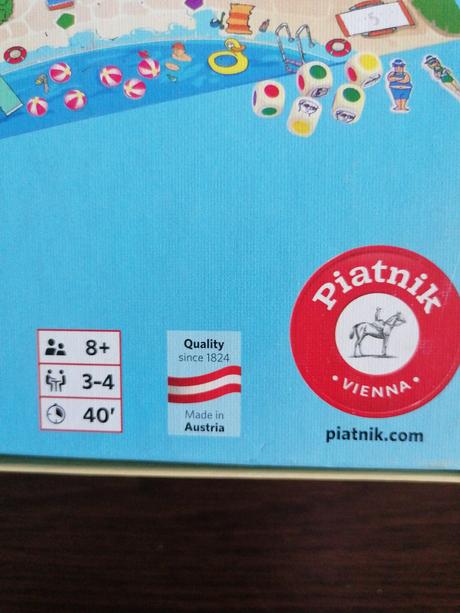 8+
3-4
40'
Quality
since 1824
Made in
Austria
Piatnik
• VIENNA •
piatnik.com